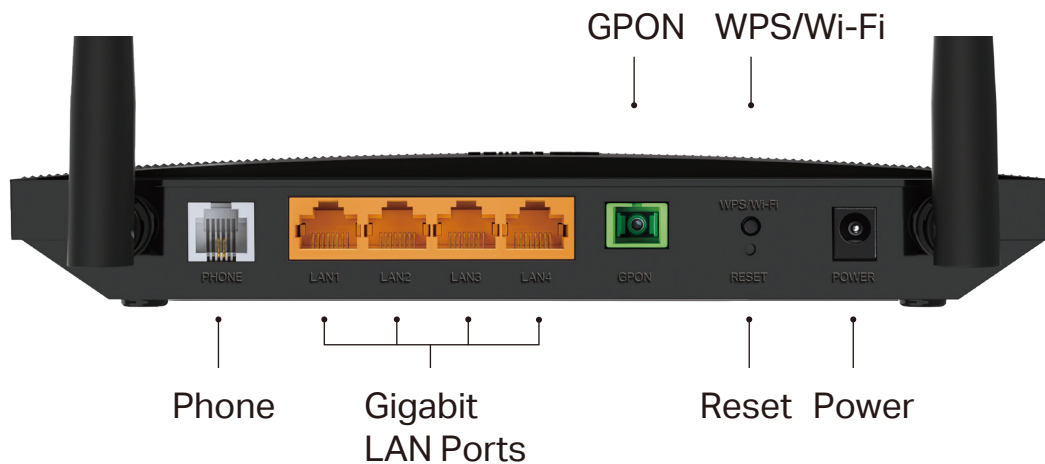 GPON WPS/Wi-Fi
WPS/Wi-Fi
PHONE LAN1 LAN2 LAN3 LAN4 GPON RESET POWER
Phone Gigabit LAN Ports Reset Power